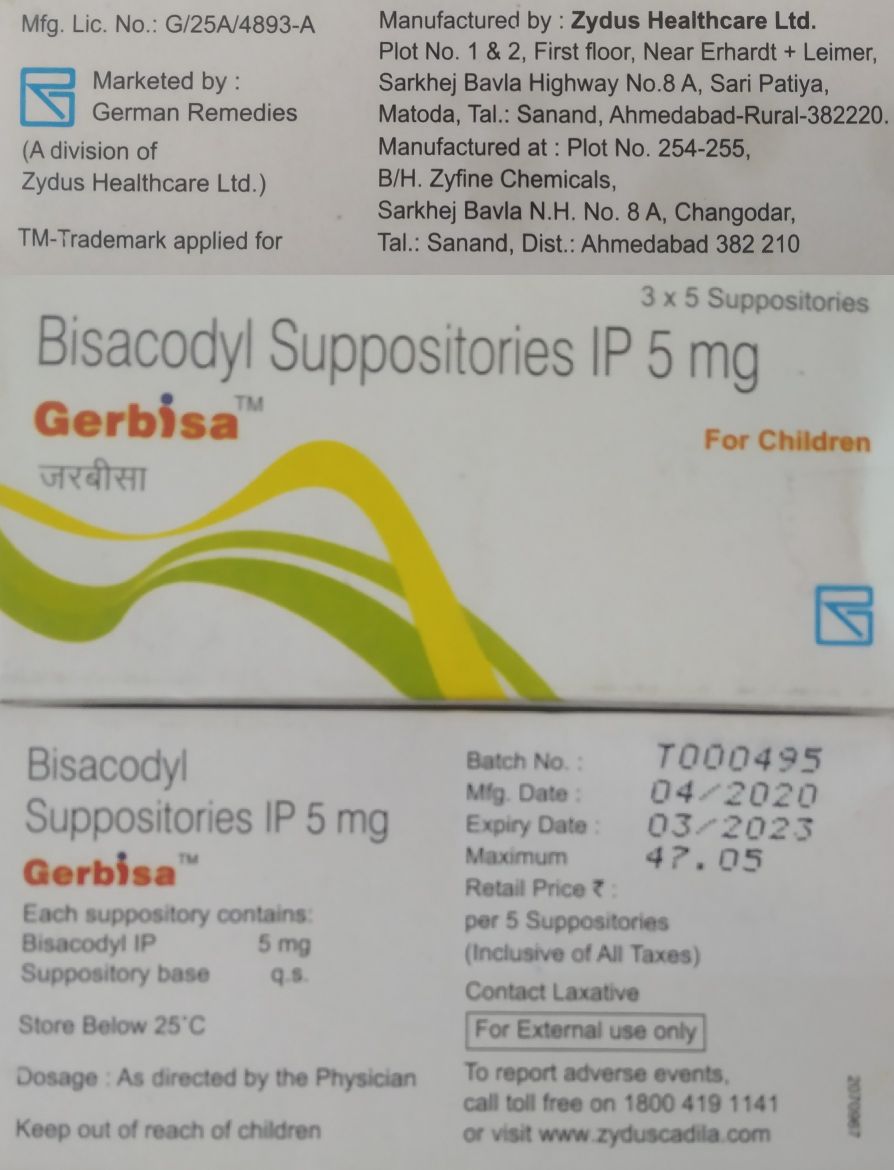 Mfg. Lic. No.: G/25A/4893-A
Marketed by :
German Remedies
(A division of
Zydus Healthcare Ltd.)
TM-Trademark applied for
Manufactured by : Zydus Healthcare Ltd.
Plot No. 1 & 2, First floor, Near Erhardt + Leimer,
Sarkhej Bavla Highway No.8 A, Sari Patiya,
Matoda, Tal.: Sanand, Ahmedabad-Rural-382220.
Manufactured at : Plot No. 254-255,
B/H. Zyfine Chemicals,
Sarkhej Bavla N.H. No. 8 A, Changodar,
Tal.: Sanand, Dist.: Ahmedabad 382 210
3 x 5 Suppositories
Bisacodyl Suppositories IP 5 mg
Gerbisa™
For Children
जरबीसा
Bisacodyl
Suppositories IP 5 mg
Gerbisa™
Each suppository contains:
Bisacodyl IP 5 mg
Suppository base q.s.
Store Below 25°C
Dosage : As directed by the Physician
Keep out of reach of children
Batch No. : T000495
Mfg. Date : 04/2020
Expiry Date : 03/2023
Maximum 47.05
Retail Price ₹ :
per 5 Suppositories
(Inclusive of All Taxes)
Contact Laxative
For External use only
To report adverse events,
call toll free on 1800 419 1141
or visit www.zyduscadila.com